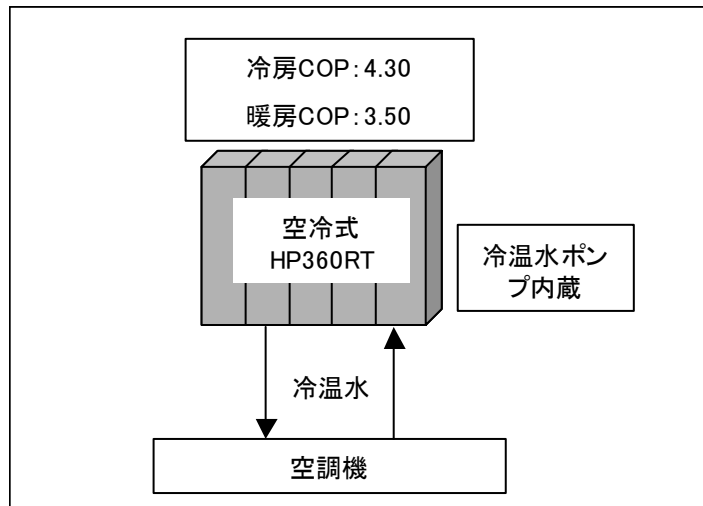 冷房COP：4.30
暖房COP：3.50
空冷式
HP360RT
冷温水ポン
プ内蔵
冷温水
空調機